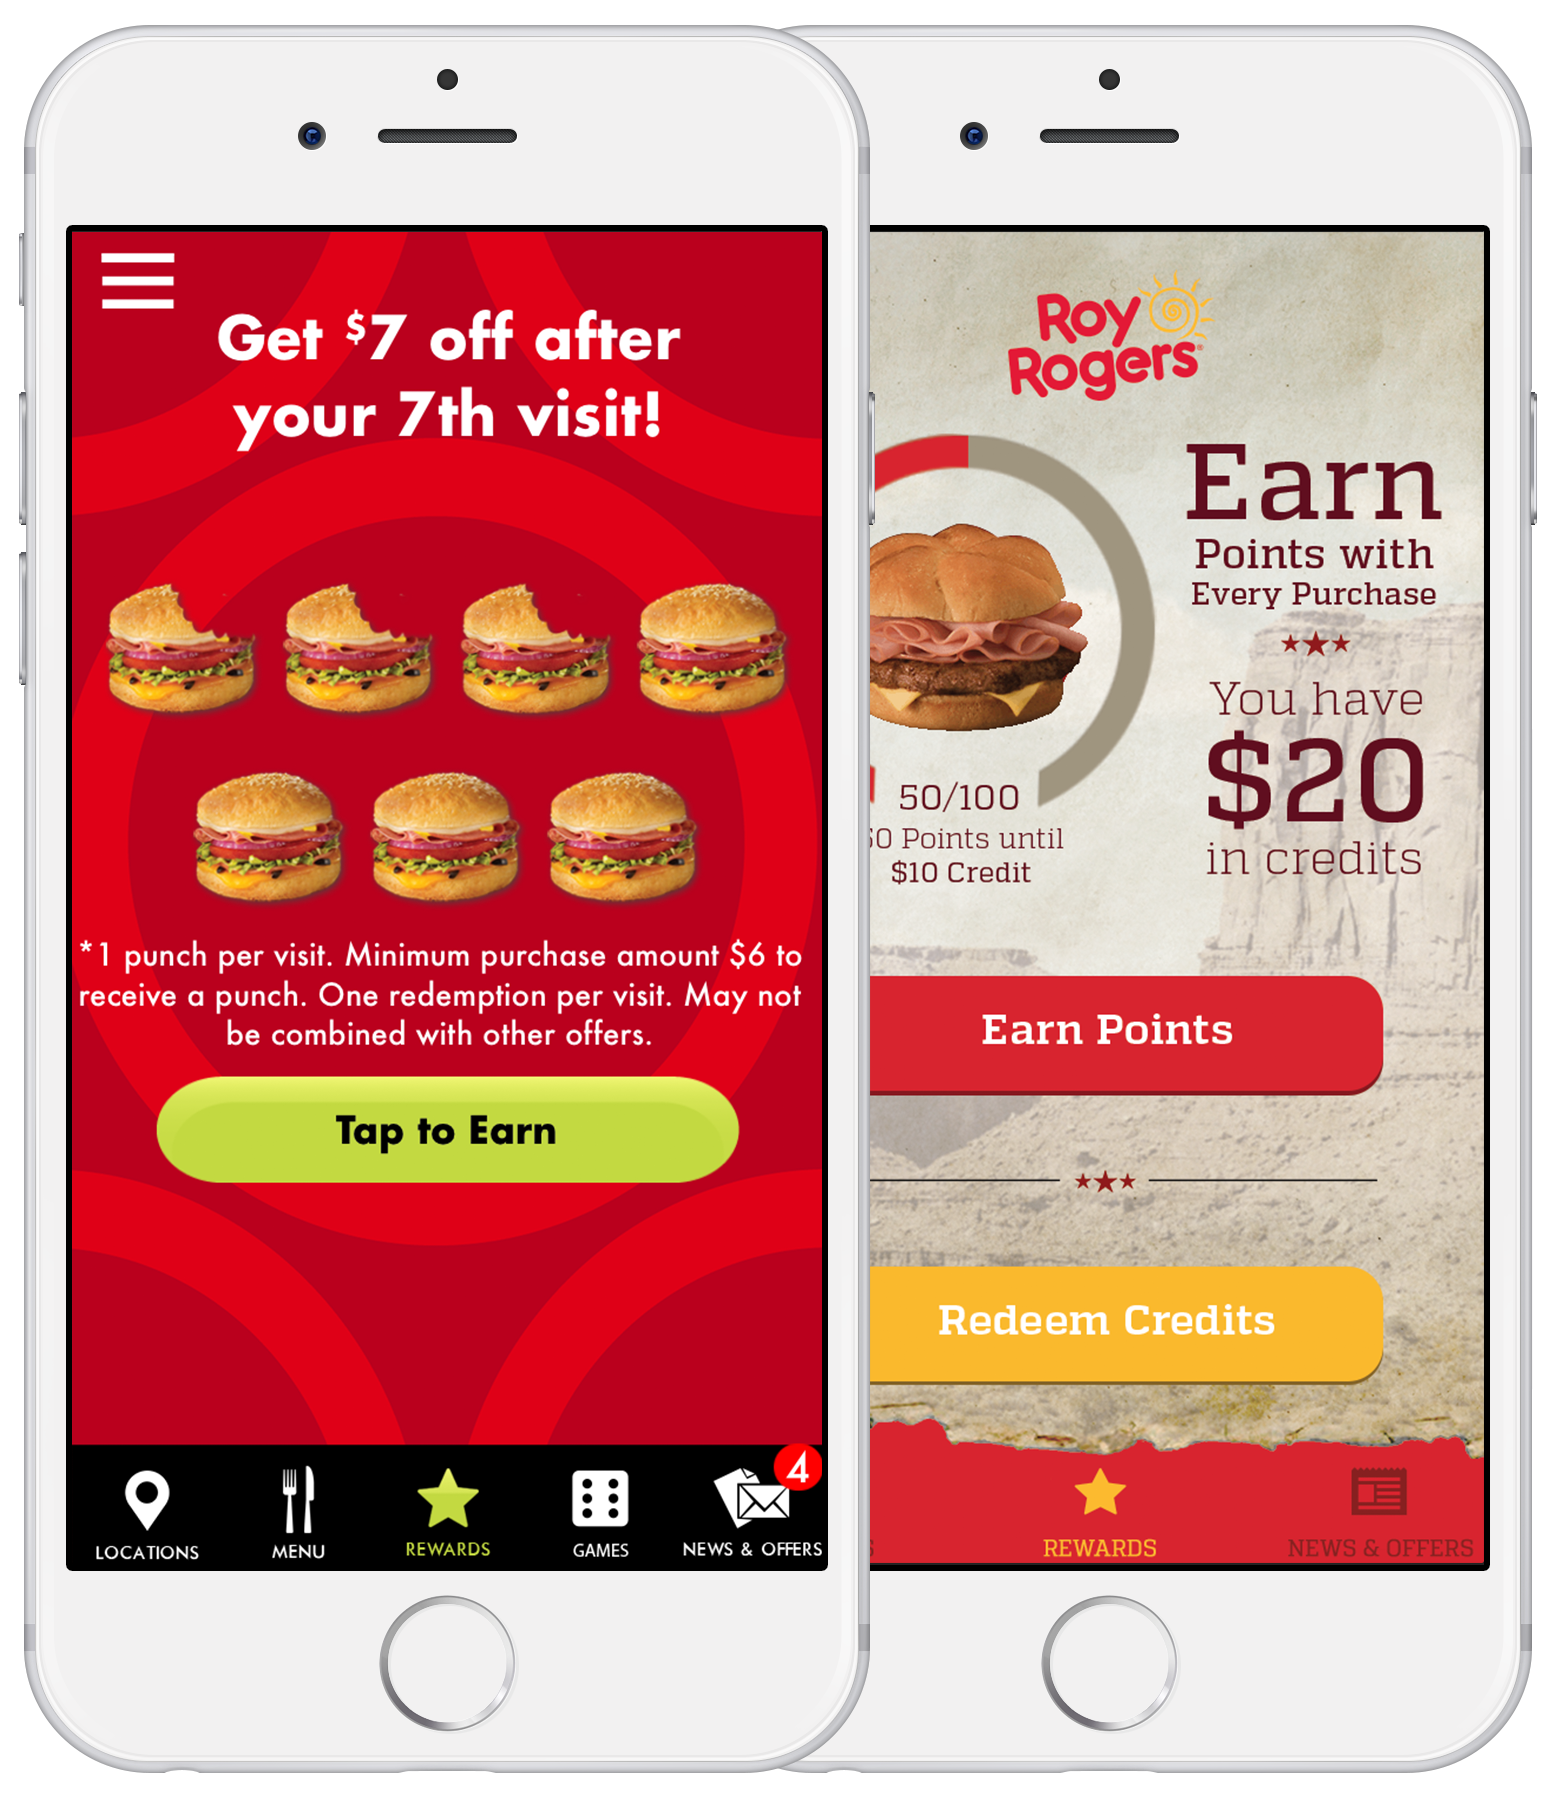 Get $7 off after
your 7th visit!
*1 punch per visit. Minimum purchase amount $6 to
receive a punch. One redemption per visit. May not
be combined with other offers.
Tap to Earn
LOCATIONS
MENU
REWARDS
GAMES
4
NEWS & OFFERS
Roy
Rogers
Earn
Points with
Every Purchase
You have
$20
in credits
50/100
Points until
$10 Credit
Earn Points
Redeem Credits
REWARDS
NEWS & OFFERS